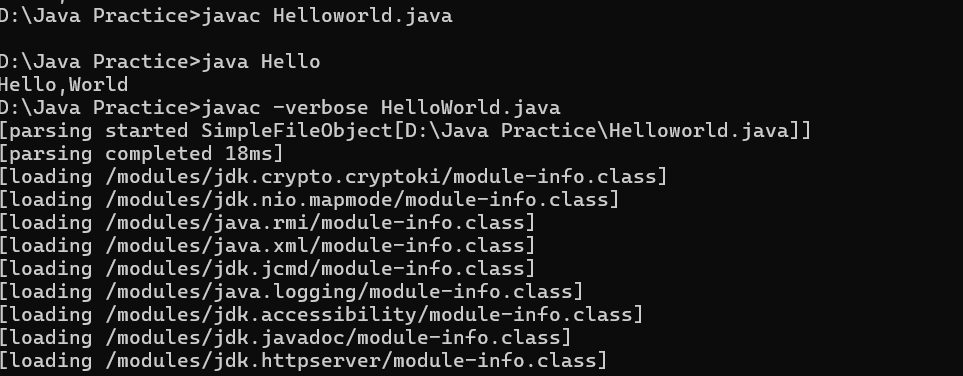 D:\Java Practice>javac Helloworld.java
D:\Java Practice>java Hello
Hello,World
D:\Java Practice>javac -verbose HelloWorld.java
[parsing started SimpleFileObject[D:\Java Practice\Helloworld.java]]
[parsing completed 18ms]
[loading /modules/jdk.crypto.cryptoki/module-info.class]
[loading /modules/jdk.nio.mapmode/module-info.class]
[loading /modules/java.rmi/module-info.class]
[loading /modules/java.xml/module-info.class]
[loading /modules/jdk.jcmd/module-info.class]
[loading /modules/java.logging/module-info.class]
[loading /modules/jdk.accessibility/module-info.class]
[loading /modules/jdk.javadoc/module-info.class]
[loading /modules/jdk.httpserver/module-info.class]